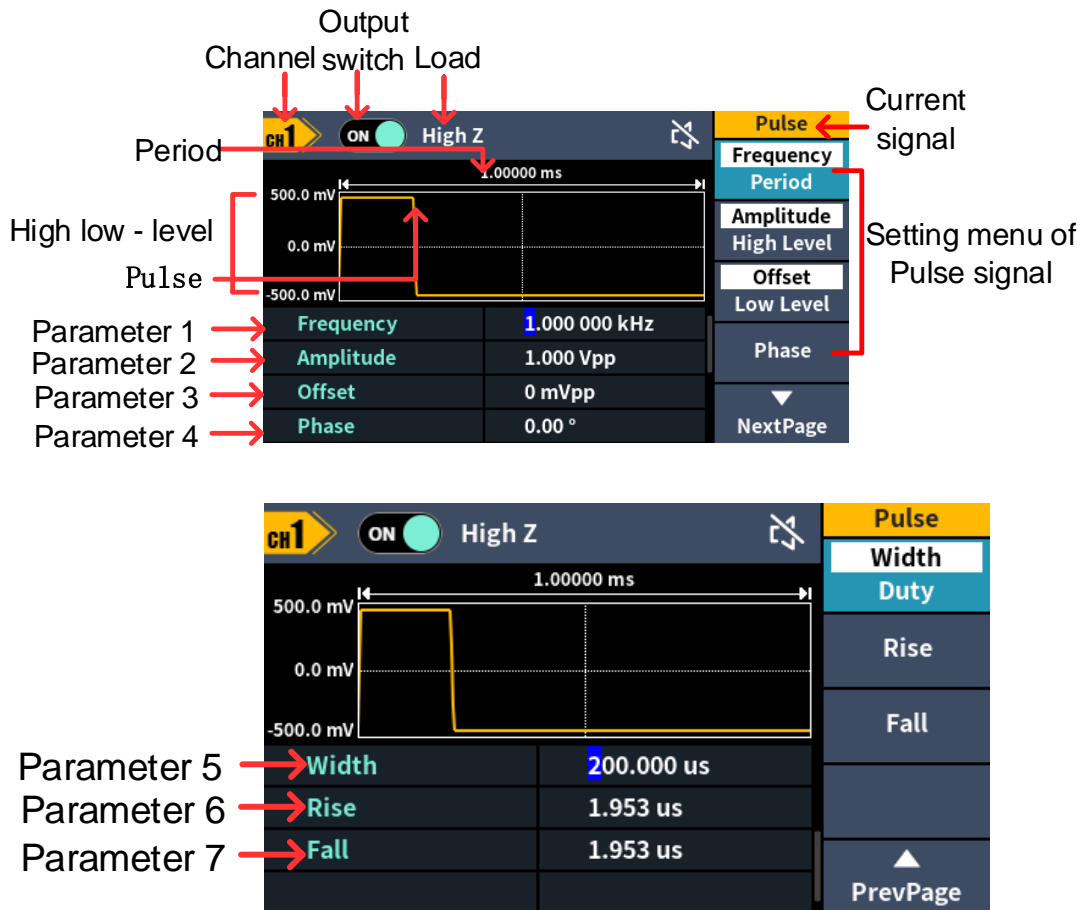 Output
Channel switch Load
Current
signal
CH1 ON High Z
Pulse
Period
1.00000 ms
Frequency
Period
500.0 mV
High low - level
0.0 mV
Amplitude
High Level
Setting menu of
Pulse signal
Pulse
-500.0 mV
Offset
Low Level
Parameter 1 Frequency 1.000 000 kHz
Parameter 2 Amplitude 1.000 Vpp
Phase
Parameter 3 Offset 0 mVpp
Parameter 4 Phase 0.00 °
NextPage
CH1 ON High Z
Pulse
Width
Duty
1.00000 ms
500.0 mV
0.0 mV
-500.0 mV
Rise
Fall
Parameter 5 Width 200.000 us
Parameter 6 Rise 1.953 us
Parameter 7 Fall 1.953 us
PrevPage